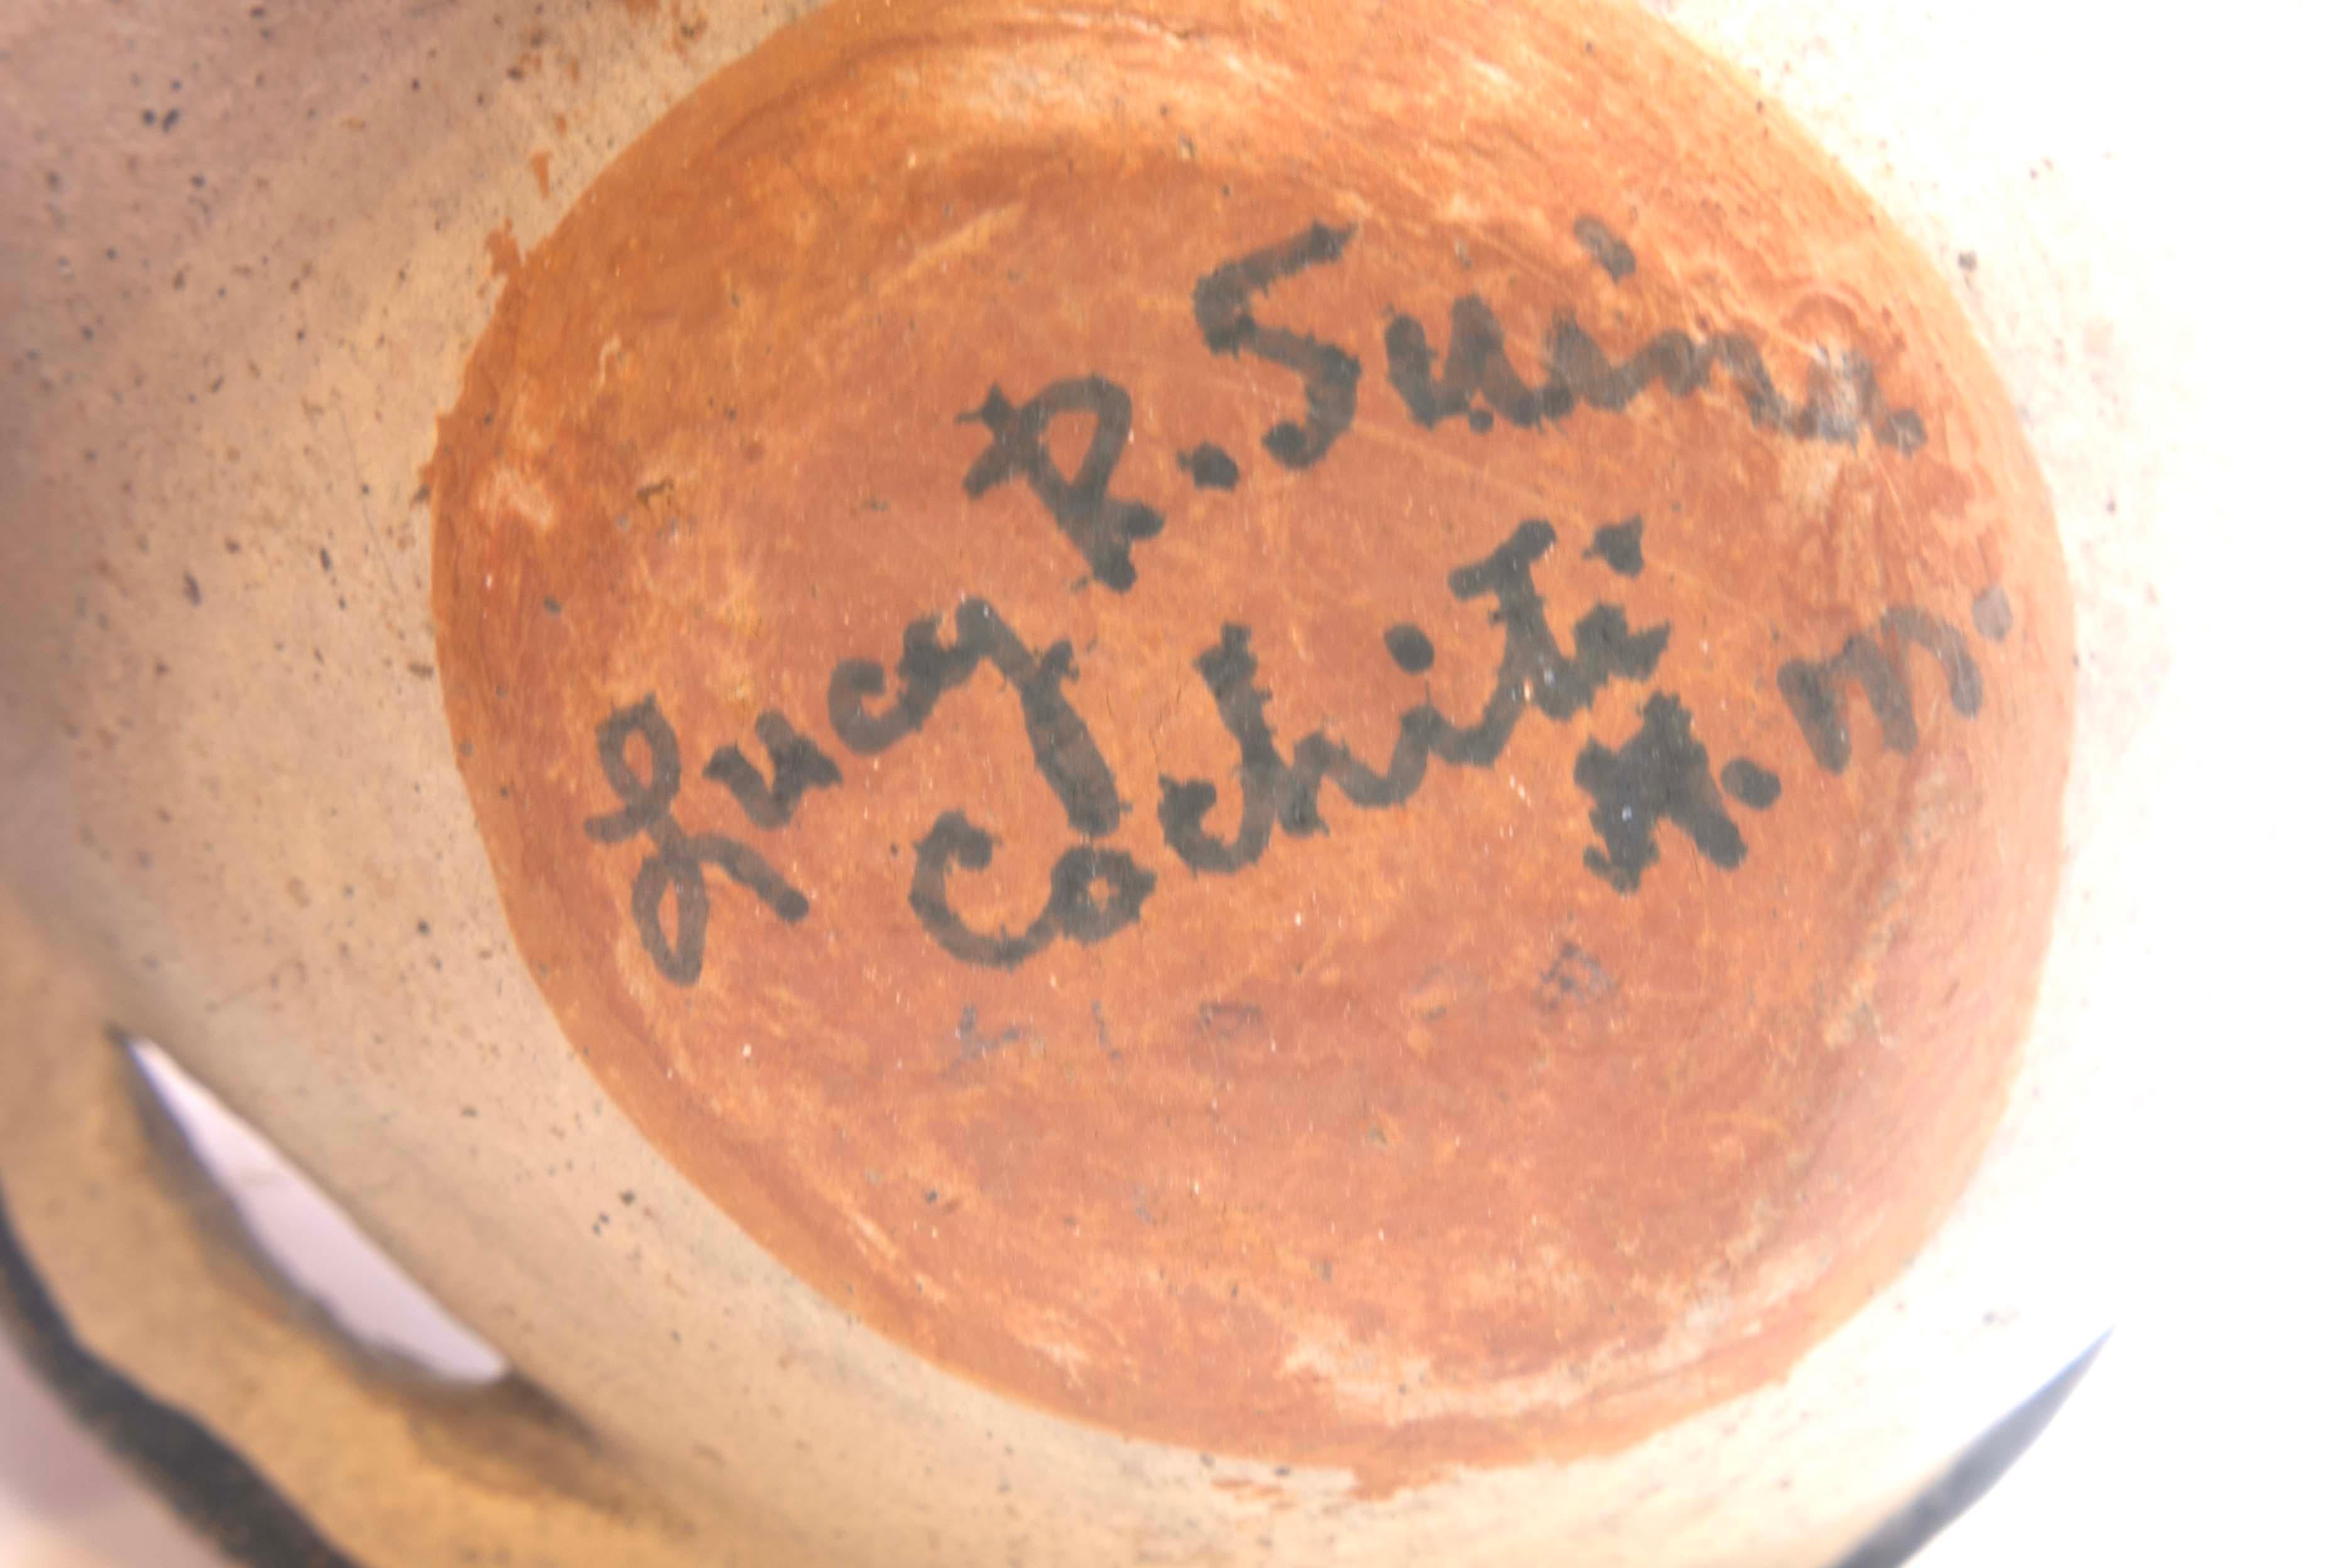 Lucy R. Suina
Cochiti
N. M.